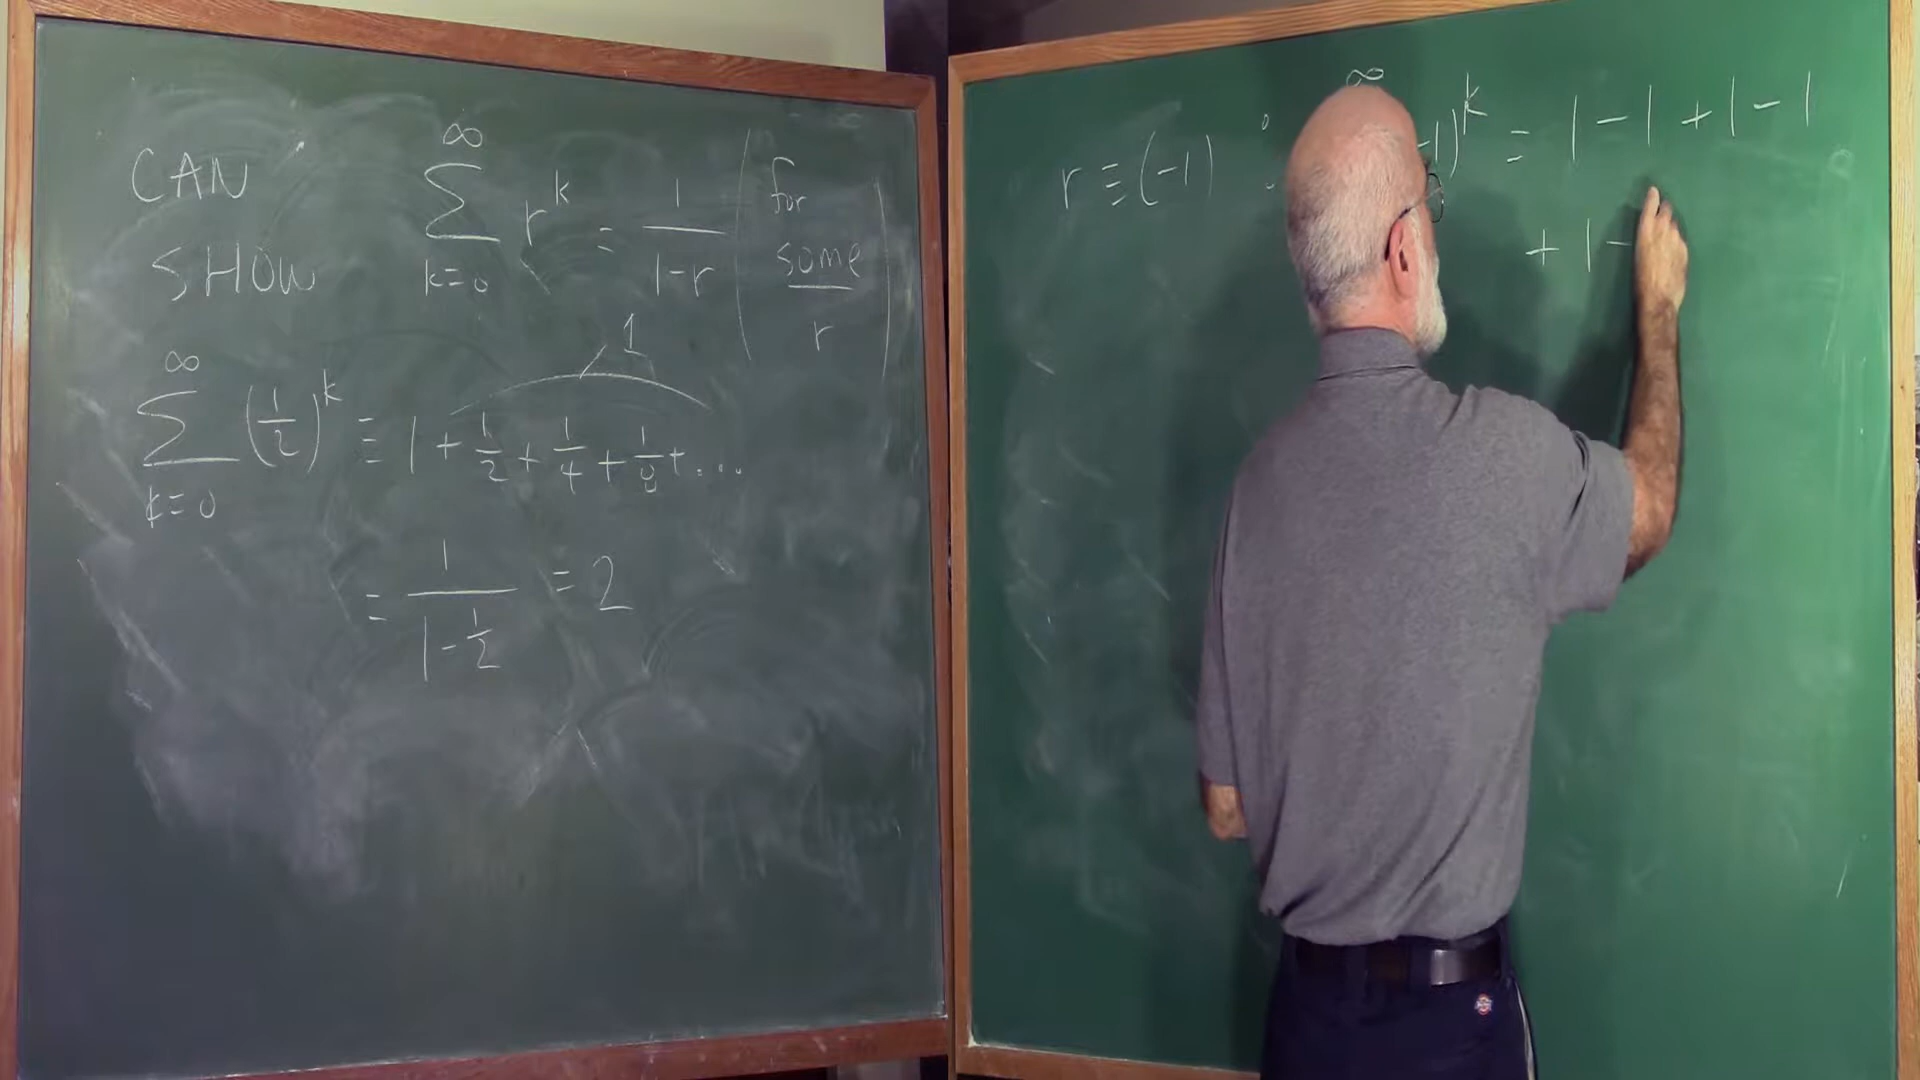 CAN SHOW ∞ Σ k=0 r^k = 1/(1-r) (for some r)
1
∞ Σ k=0 (1/2)^k ≡ 1 + 1/2 + 1/4 + 1/8 + ...
= 1/(1-1/2) = 2
r ≡ (-1) : ∞ -1)^k = 1 - 1 + 1 - 1
+ 1 -